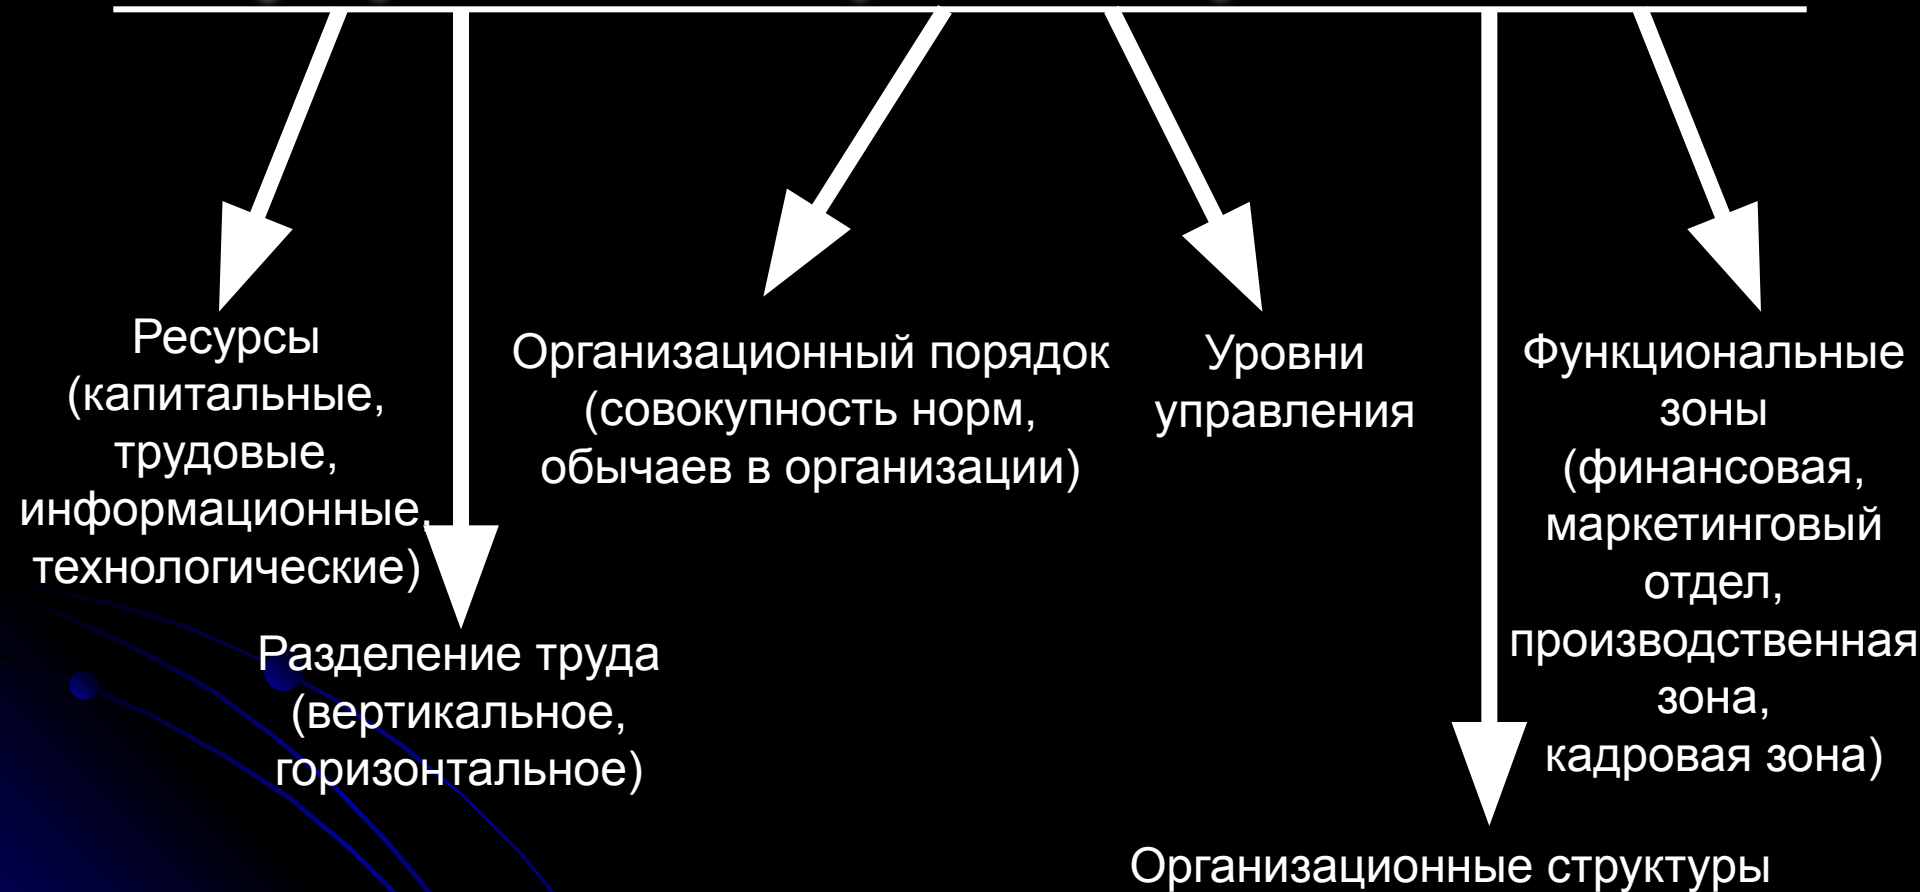 Ресурсы
(капитальные,
трудовые,
информационные,
технологические)
Разделение труда
(вертикальное,
горизонтальное)
Организационный порядок
(совокупность норм,
обычаев в организации)
Уровни
управления
Организационные структуры
Функциональные
зоны
(финансовая,
маркетинговый
отдел,
производственная
зона,
кадровая зона)